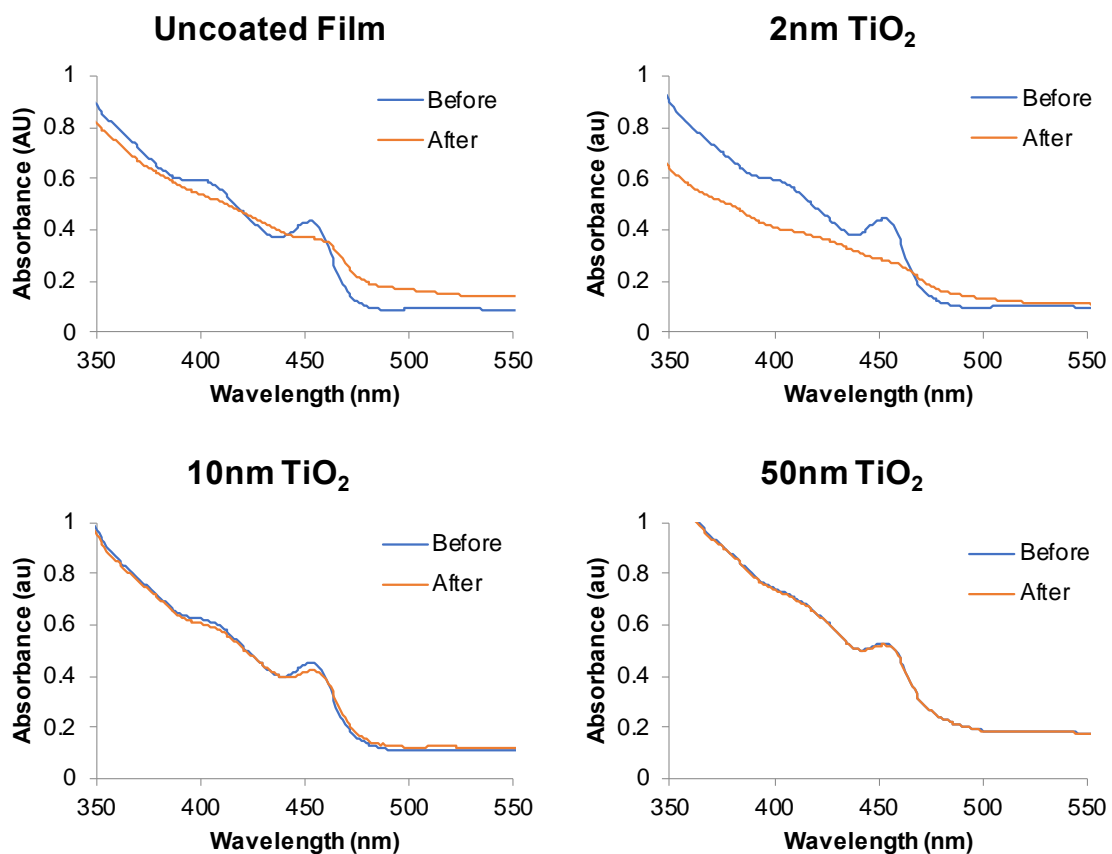 Uncoated Film
1
0.8
0.6
0.4
0.2
0
Absorbance (AU)
Before
After
350 400 450 500 550
Wavelength (nm)
2nm TiO₂
1
0.8
0.6
0.4
0.2
0
Absorbance (au)
Before
After
350 400 450 500 550
Wavelength (nm)
10nm TiO₂
1
0.8
0.6
0.4
0.2
0
Absorbance (au)
Before
After
350 400 450 500 550
Wavelength (nm)
50nm TiO₂
1
0.8
0.6
0.4
0.2
0
Absorbance (au)
Before
After
350 400 450 500 550
Wavelength (nm)